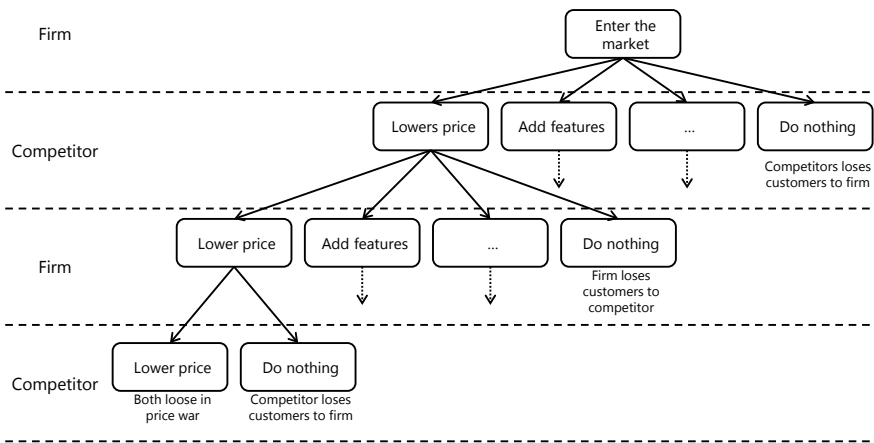 Firm
Enter the
market
Competitor
Lowers price
Add features
...
Do nothing
Competitors loses
customers to firm
Firm
Lower price
Add features
...
Do nothing
Firm loses
customers to
competitor
Competitor
Lower price
Do nothing
Both loose in
price war
Competitor loses
customers to firm